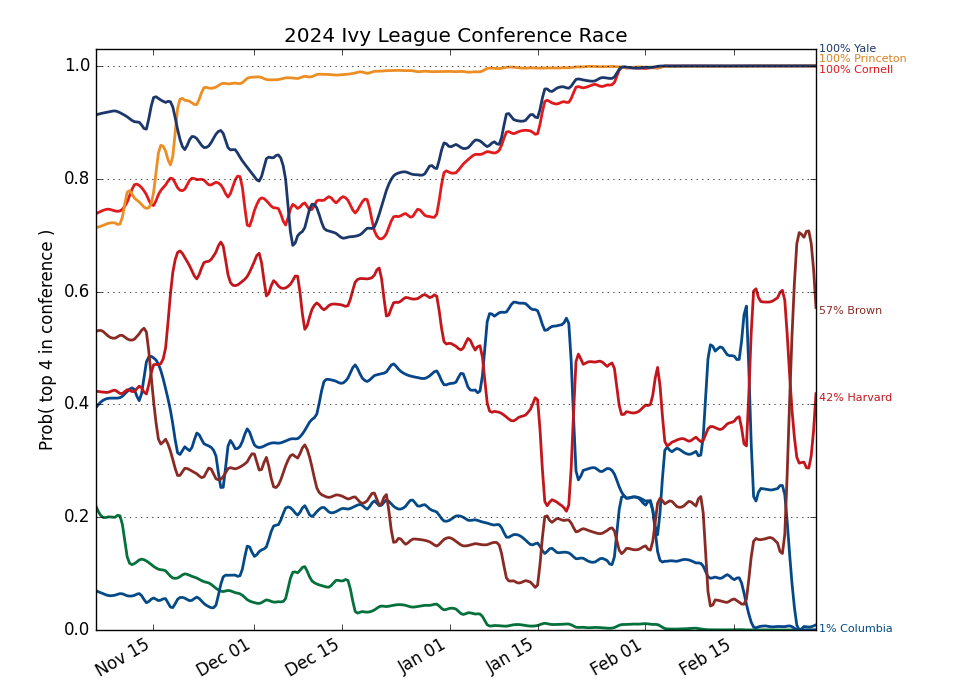 2024 Ivy League Conference Race
Prob( top 4 in conference )
1.0
0.8
0.6
0.4
0.2
0.0
Nov 15
Dec 01
Dec 15
Jan 01
Jan 15
Feb 01
Feb 15
100% Yale
100% Princeton
100% Cornell
57% Brown
42% Harvard
1% Columbia